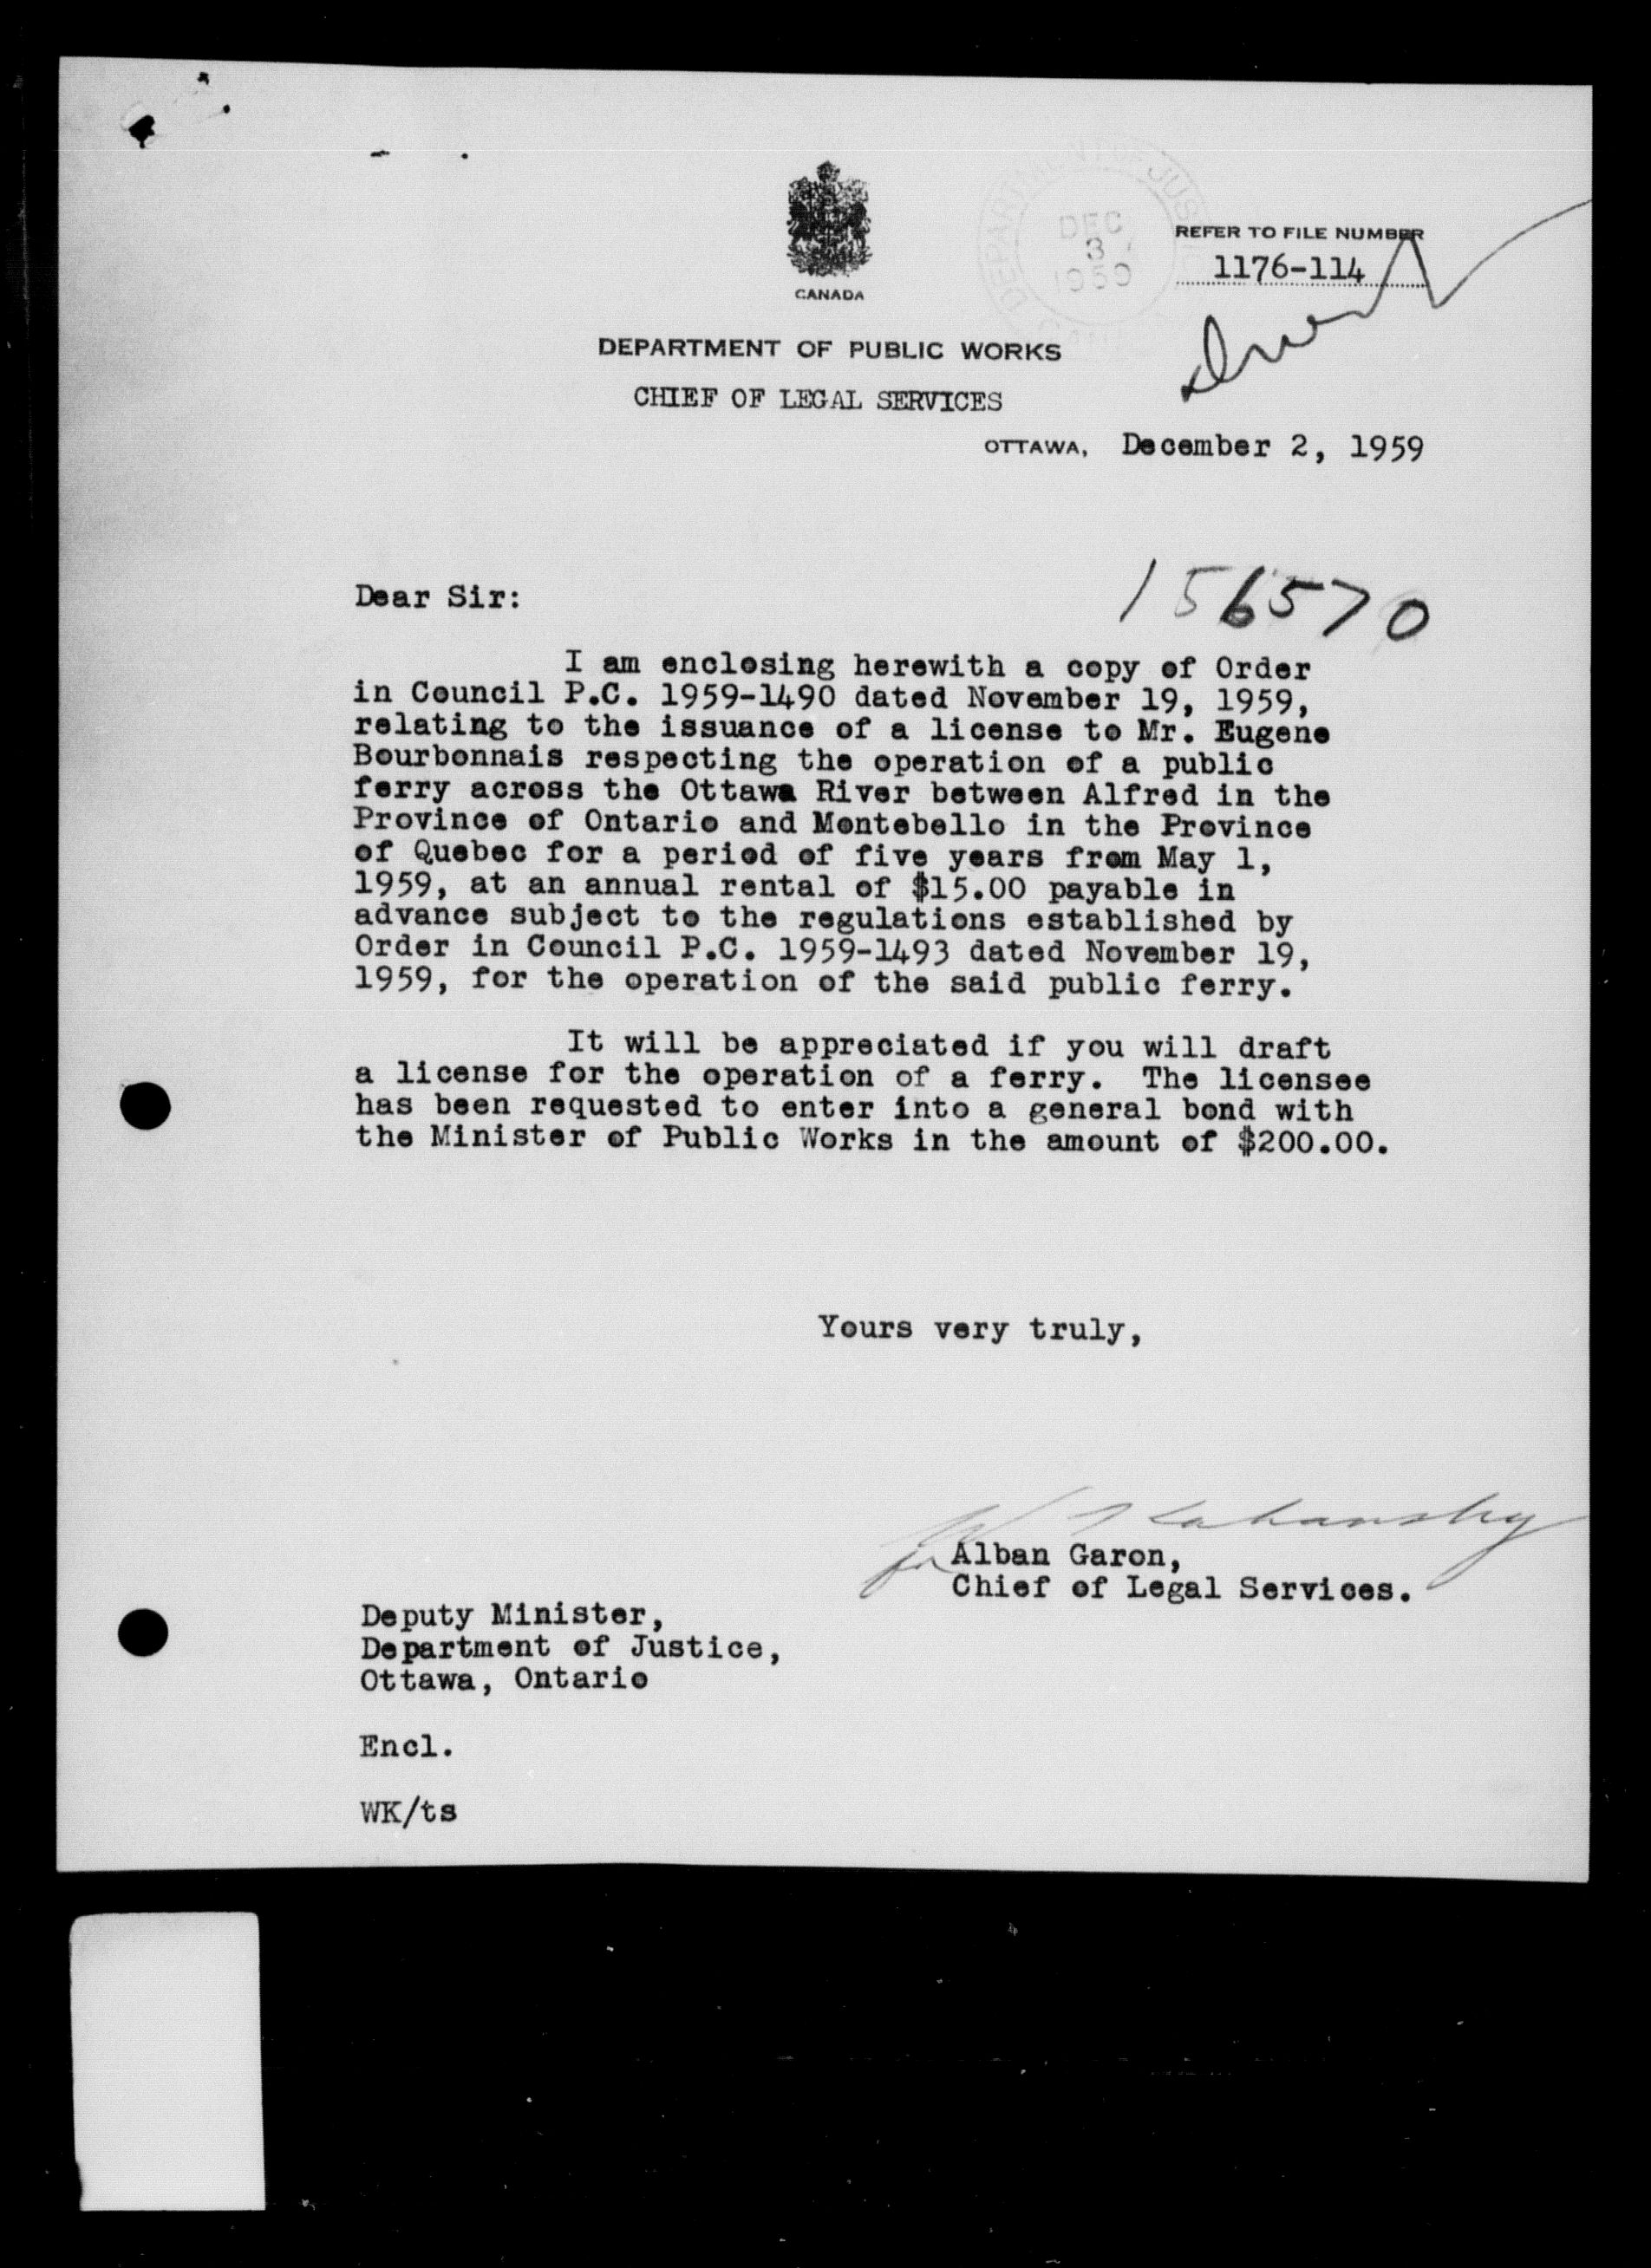 DEPARTMENT OF JUSTICE
DEC
3
1959
REFER TO FILE NUMBER
1176-114
CANADA
DEPARTMENT OF PUBLIC WORKS
CHIEF OF LEGAL SERVICES
OTTAWA, December 2, 1959
156570
Dear Sir:
I am enclosing herewith a copy of Order
in Council P.C. 1959-1490 dated November 19, 1959,
relating to the issuance of a license to Mr. Eugene
Bourbonnais respecting the operation of a public
ferry across the Ottawa River between Alfred in the
Province of Ontario and Montebello in the Province
of Quebec for a period of five years from May 1,
1959, at an annual rental of $15.00 payable in
advance subject to the regulations established by
Order in Council P.C. 1959-1493 dated November 19,
1959, for the operation of the said public ferry.
It will be appreciated if you will draft
a license for the operation of a ferry. The licensee
has been requested to enter into a general bond with
the Minister of Public Works in the amount of $200.00.
Yours very truly,
for
Alban Garon,
Chief of Legal Services.
Deputy Minister,
Department of Justice,
Ottawa, Ontario
Encl.
WK/ts